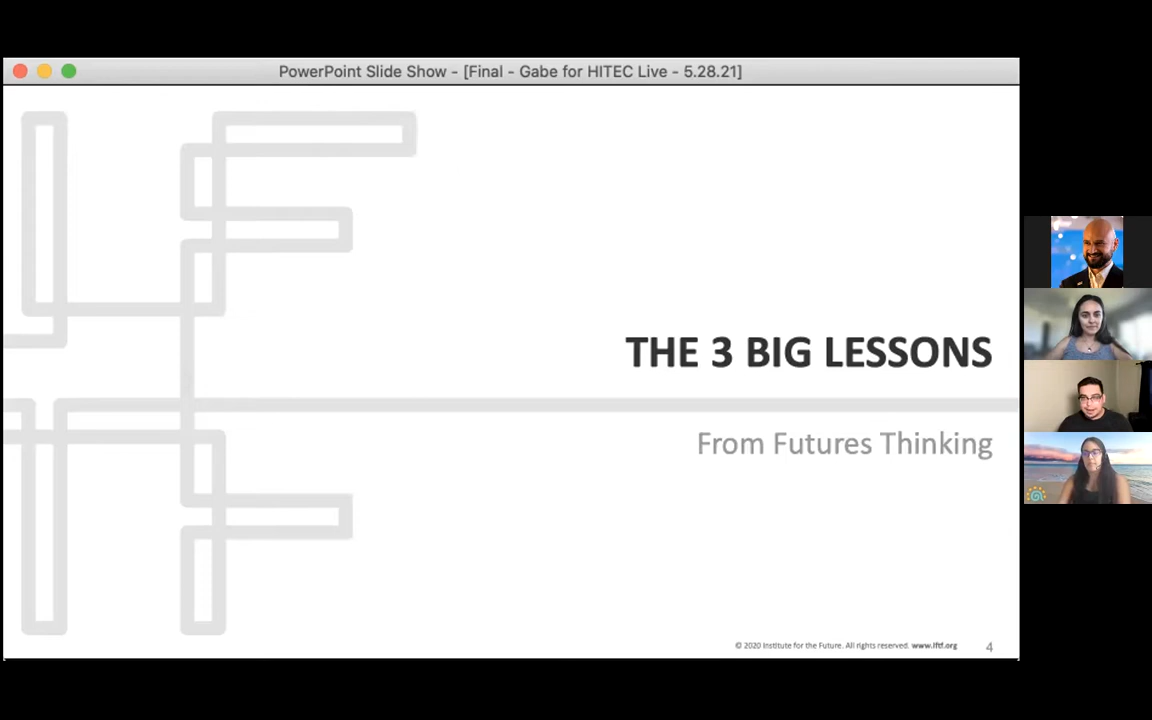 PowerPoint Slide Show - [Final - Gabe for HITEC Live - 5.28.21]
THE 3 BIG LESSONS
From Futures Thinking
© 2020 Institute for the Future. All rights reserved. www.iftf.org
4